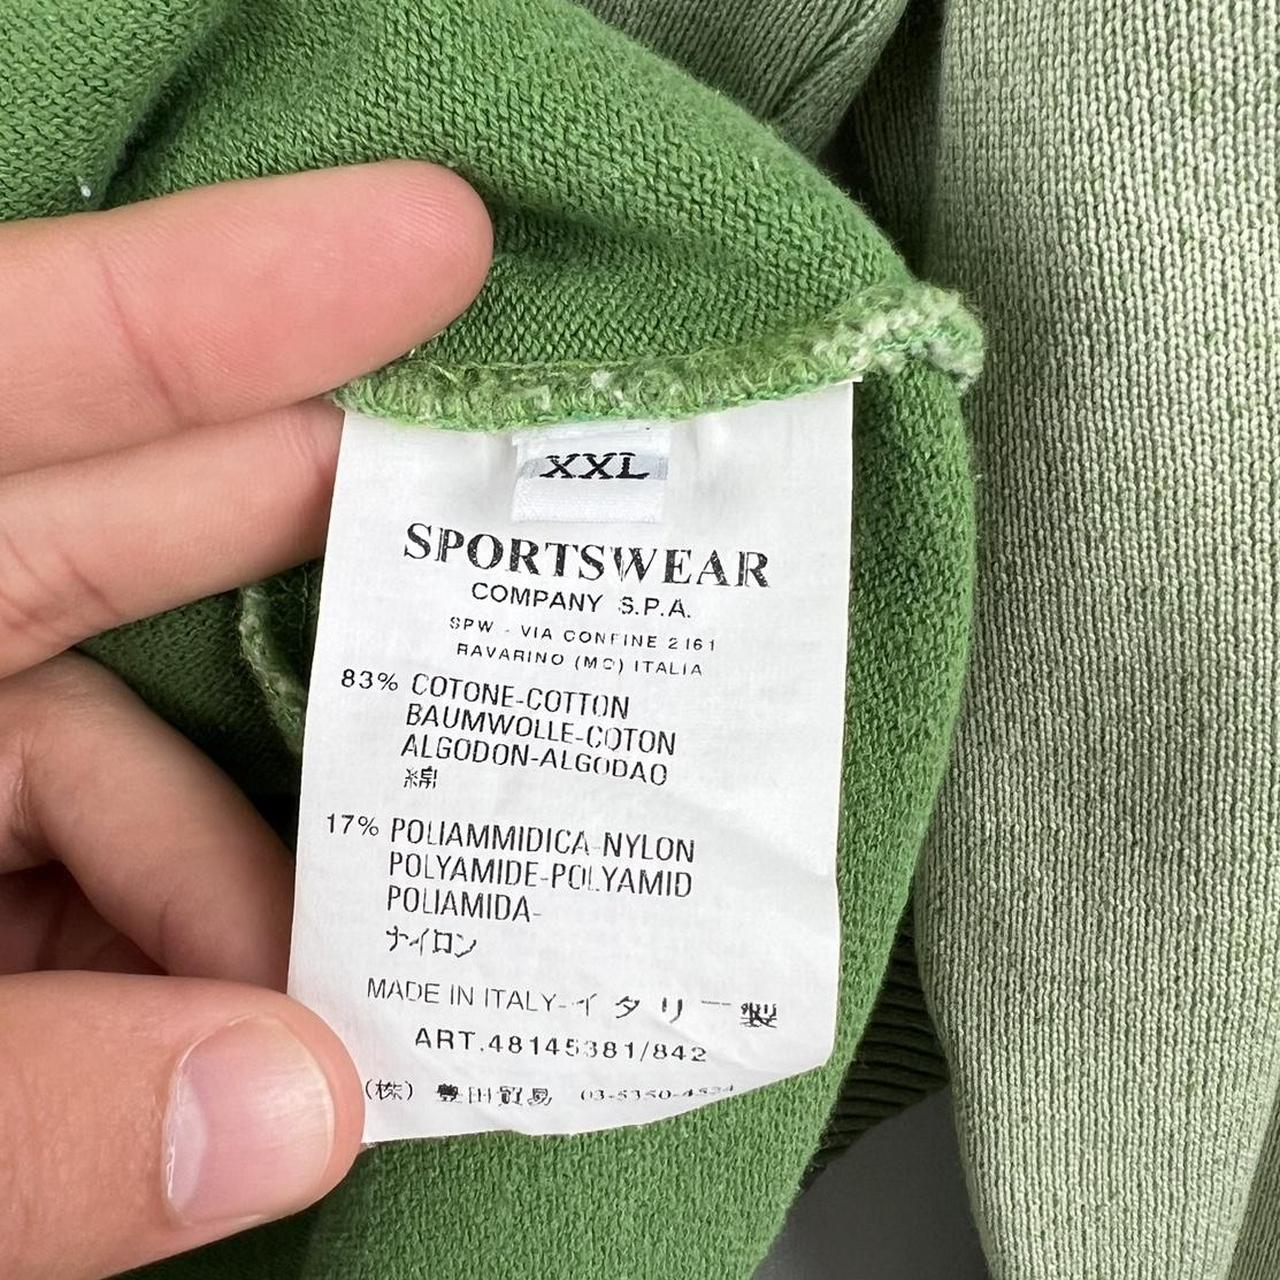 XXL
SPORTSWEAR
COMPANY S.P.A.
SPW - VIA CONFINE 2161
RAVARINO (MO) ITALIA
83% COTONE-COTTON
BAUMWOLLE-COTON
ALGODON-ALGODAO
綿
17% POLIAMMIDICA-NYLON
POLYAMIDE-POLYAMID
POLIAMIDA-
ナイロン
MADE IN ITALY-イタリー製
ART.48145381/842
(株) 豊田貿易 03-5350-